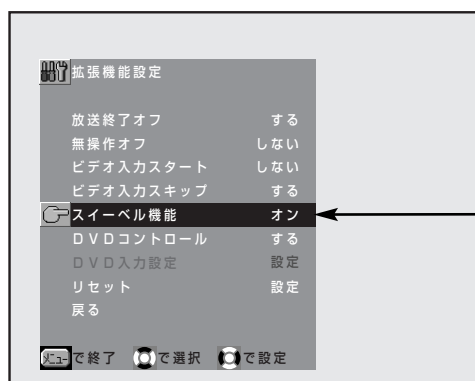 拡張機能設定
放送終了オフ する
無操作オフ しない
ビデオ入力スタート しない
ビデオ入力スキップ する
スイーベル機能 オン
DVDコントロール する
DVD入力設定 設定
リセット 設定
戻る
メニューで終了 で選択 で設定